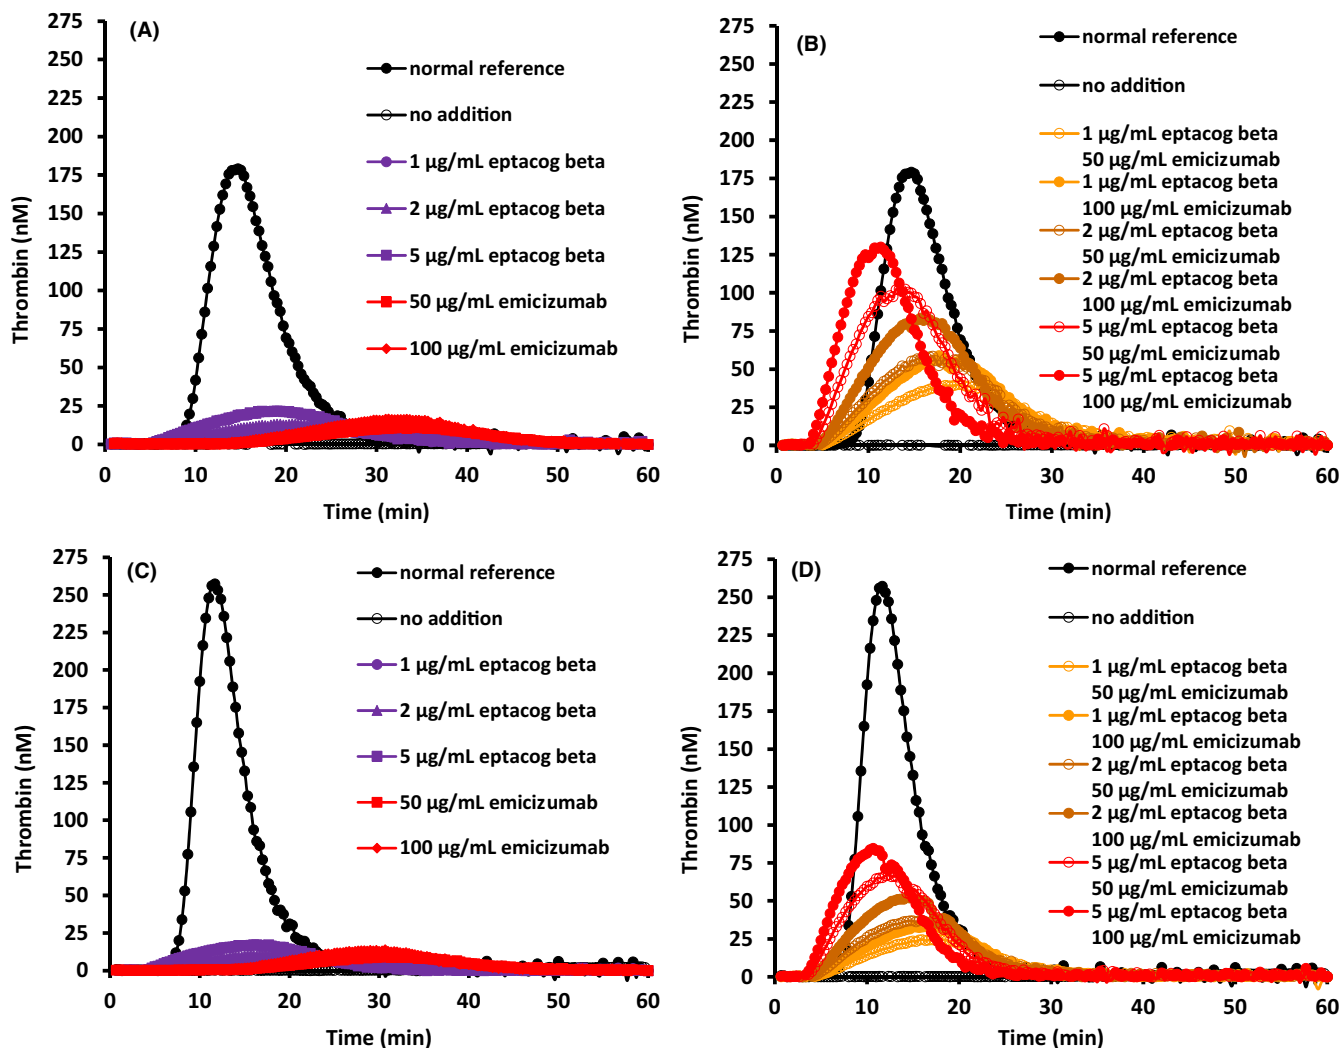 (A)
275
250
225
200
175
150
125
100
75
50
25
0
Thrombin (nM)
0 10 20 30 40 50 60
Time (min)
normal reference
no addition
1 µg/mL eptacog beta
2 µg/mL eptacog beta
5 µg/mL eptacog beta
50 µg/mL emicizumab
100 µg/mL emicizumab
(B)
275
250
225
200
175
150
125
100
75
50
25
0
Thrombin (nM)
0 10 20 30 40 50 60
Time (min)
normal reference
no addition
1 µg/mL eptacog beta
50 µg/mL emicizumab
1 µg/mL eptacog beta
100 µg/mL emicizumab
2 µg/mL eptacog beta
50 µg/mL emicizumab
2 µg/mL eptacog beta
100 µg/mL emicizumab
5 µg/mL eptacog beta
50 µg/mL emicizumab
5 µg/mL eptacog beta
100 µg/mL emicizumab
(C)
275
250
225
200
175
150
125
100
75
50
25
0
Thrombin (nM)
0 10 20 30 40 50 60
Time (min)
normal reference
no addition
1 µg/mL eptacog beta
2 µg/mL eptacog beta
5 µg/mL eptacog beta
50 µg/mL emicizumab
100 µg/mL emicizumab
(D)
275
250
225
200
175
150
125
100
75
50
25
0
Thrombin (nM)
0 10 20 30 40 50 60
Time (min)
normal reference
no addition
1 µg/mL eptacog beta
50 µg/mL emicizumab
1 µg/mL eptacog beta
100 µg/mL emicizumab
2 µg/mL eptacog beta
50 µg/mL emicizumab
2 µg/mL eptacog beta
100 µg/mL emicizumab
5 µg/mL eptacog beta
50 µg/mL emicizumab
5 µg/mL eptacog beta
100 µg/mL emicizumab